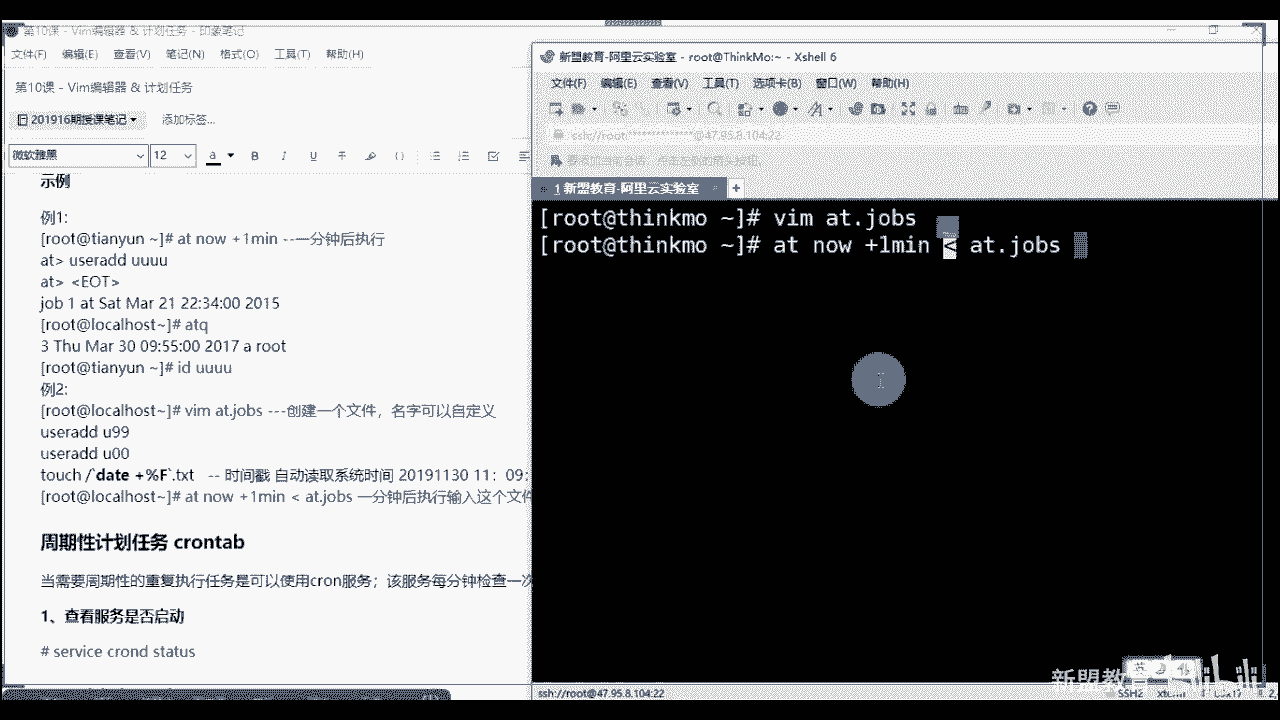 第10课 - Vim编辑器 & 计划任务 - 印象笔记
文件(F) 编辑(E) 查看(V) 笔记(N) 格式(O) 工具(T) 帮助(H)
第10课 - Vim编辑器 & 计划任务
201916期授课笔记 添加标签...
微软雅黑 12 a B I U T
示例
例1:
[root@tianyun ~]# at now +1min --一分钟后执行
at> useradd uuuu
at> <EOT>
job 1 at Sat Mar 21 22:34:00 2015
[root@localhost~]# atq
3 Thu Mar 30 09:55:00 2017 a root
[root@tianyun ~]# id uuuu
例2:
[root@localhost~]# vim at.jobs ---创建一个文件，名字可以自定义
useradd u99
useradd u00
touch /`date +%F`.txt -- 时间戳 自动读取系统时间 20191130 11：09：
[root@localhost~]# at now +1min < at.jobs 一分钟后执行输入这个文件
周期性计划任务 crontab
当需要周期性的重复执行任务是可以使用cron服务；该服务每分钟检查一次
1、查看服务是否启动
# service crond status
新盟教育-阿里云实验室 - root@ThinkMo:~ - Xshell 6
文件(F) 编辑(E) 查看(V) 工具(T) 选项卡(B) 窗口(W) 帮助(H)
ssh://root:*************@47.95.8.104:22
1 新盟教育-阿里云实验室 +
[root@thinkmo ~]# vim at.jobs
[root@thinkmo ~]# at now +1min < at.jobs
英
新盟教育
bilibili
ssh://root@47.95.8.104:22
SSH2